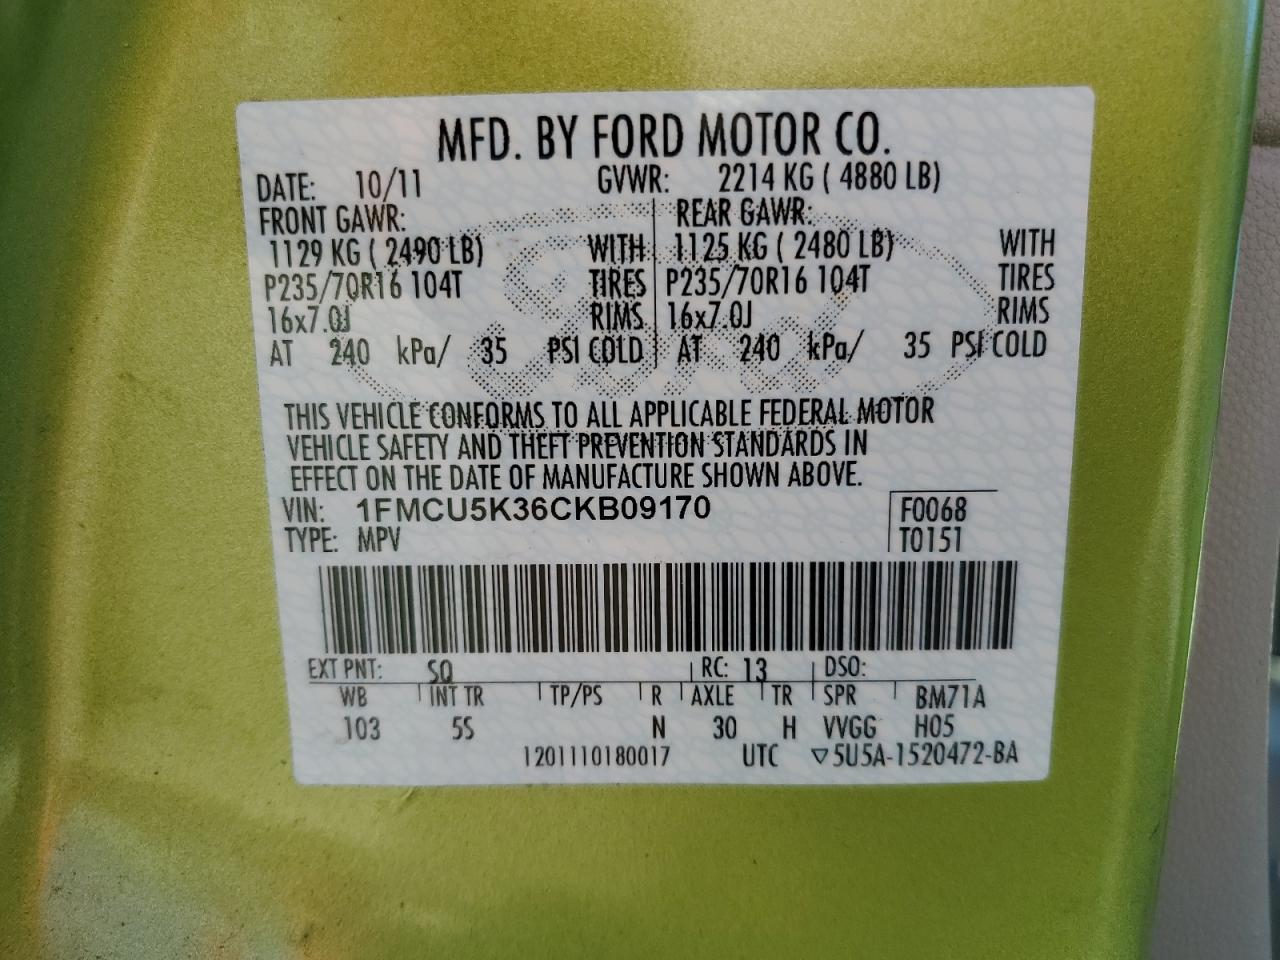 MFD. BY FORD MOTOR CO.
DATE: 10/11 GVWR: 2214 KG ( 4880 LB)
FRONT GAWR: REAR GAWR:
1129 KG ( 2490 LB) WITH 1125 KG ( 2480 LB) WITH
P235/70R16 104T TIRES P235/70R16 104T TIRES
16x7.0J RIMS 16x7.0J RIMS
AT 240 kPa/ 35 PSI COLD AT 240 kPa/ 35 PSI COLD
THIS VEHICLE CONFORMS TO ALL APPLICABLE FEDERAL MOTOR
VEHICLE SAFETY AND THEFT PREVENTION STANDARDS IN
EFFECT ON THE DATE OF MANUFACTURE SHOWN ABOVE.
VIN: 1FMCU5K36CKB09170 F0068
TYPE: MPV T0151
EXT PNT: SQ RC: 13 DSO:
WB INT TR TP/PS R AXLE TR SPR BM71A
103 5S N 30 H VVGG H05
1201110180017 UTC ▽5U5A-1520472-BA